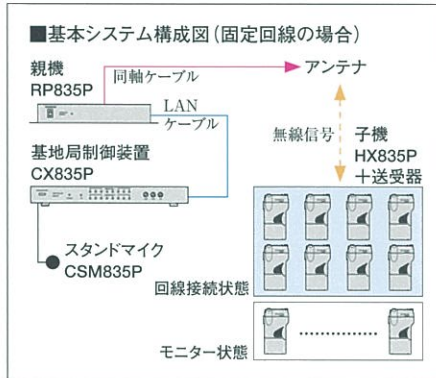 ■基本システム構成図(固定回線の場合)
親機
RP835P
同軸ケーブル
アンテナ
LAN
ケーブル
無線信号
子機
HX835P
+送受器
基地局制御装置
CX835P
スタンドマイク
CSM835P
回線接続状態
モニター状態